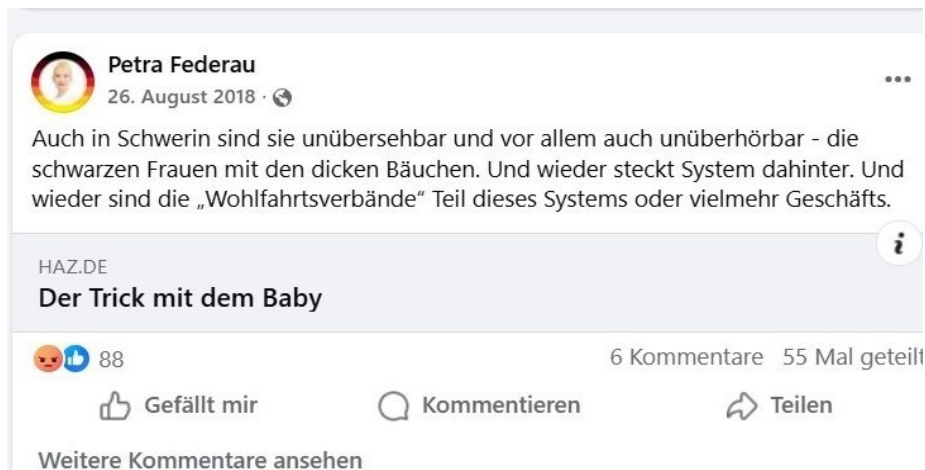 Petra Federau
26. August 2018 ·
Auch in Schwerin sind sie unübersehbar und vor allem auch unüberhörbar - die
schwarzen Frauen mit den dicken Bäuchen. Und wieder steckt System dahinter. Und
wieder sind die „Wohlfahrtsverbände“ Teil dieses Systems oder vielmehr Geschäfts.
HAZ.DE
Der Trick mit dem Baby
88
6 Kommentare 55 Mal geteilt
Gefällt mir Kommentieren Teilen
Weitere Kommentare ansehen